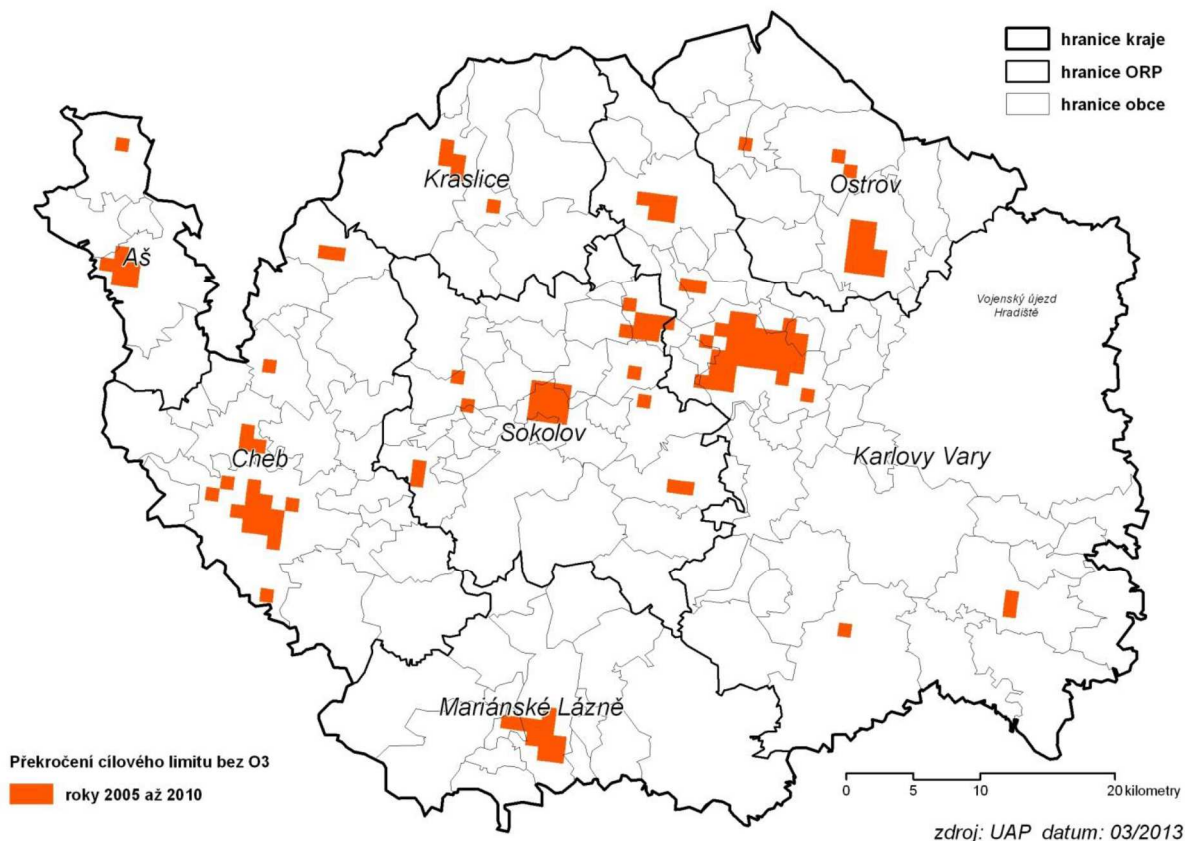 hranice kraje
hranice ORP
hranice obce
Kraslice
Ostrov
Aš
Vojenský újezd
Hradiště
Sokolov
Cheb
Karlovy Vary
Mariánské Lázně
Překročení cílového limitu bez O3
roky 2005 až 2010
0 5 10 20 kilometry
zdroj: UAP datum: 03/2013